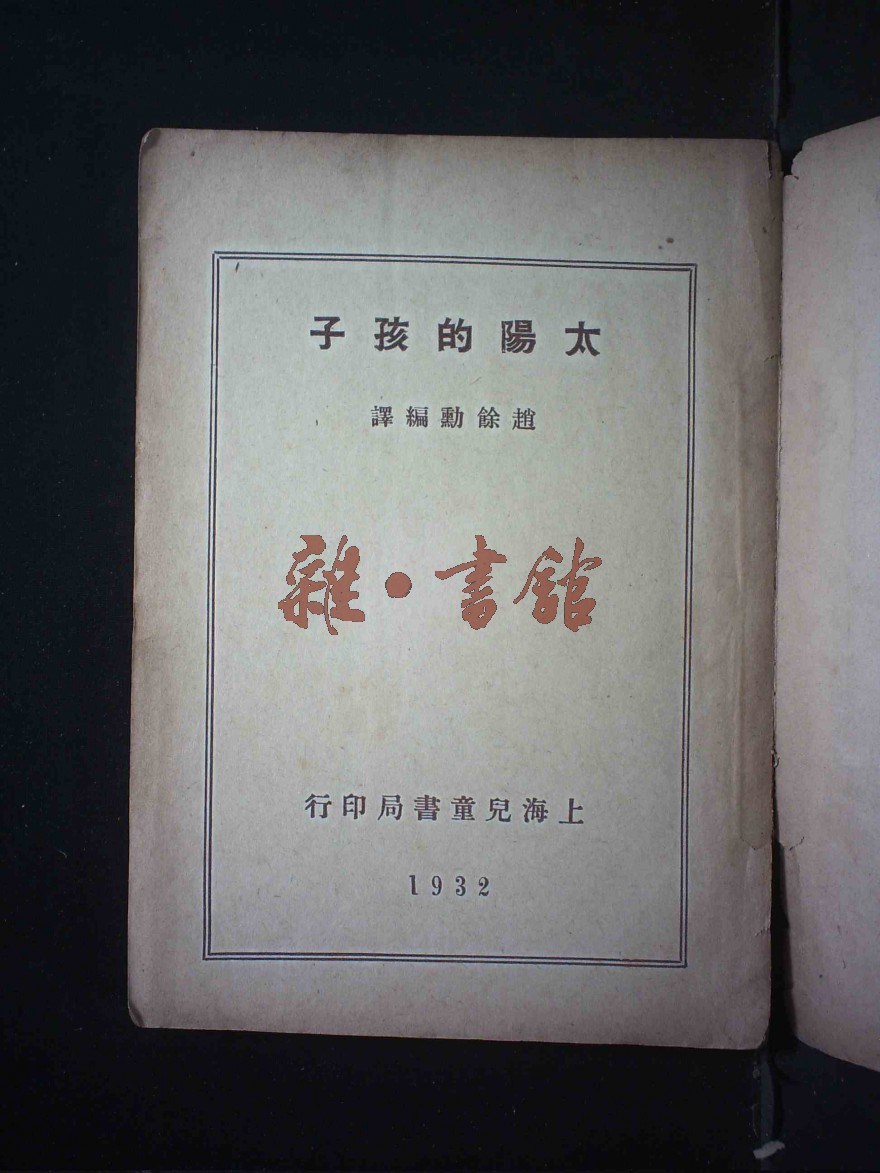 太陽的孩子
趙餘勳編譯
雜·書館
上海兒童書局印行
1932